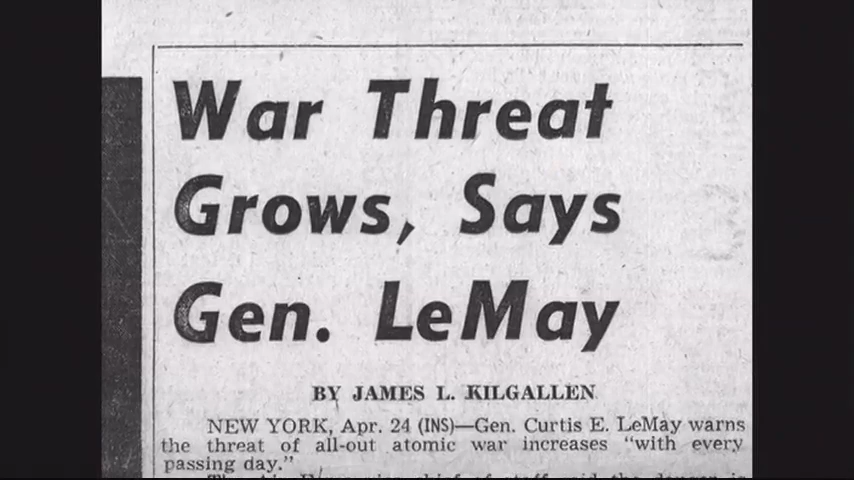 War Threat
Grows, Says
Gen. LeMay
BY JAMES L. KILGALLEN
NEW YORK, Apr. 24 (INS)—Gen. Curtis E. LeMay warns
the threat of all-out atomic war increases "with every
passing day."